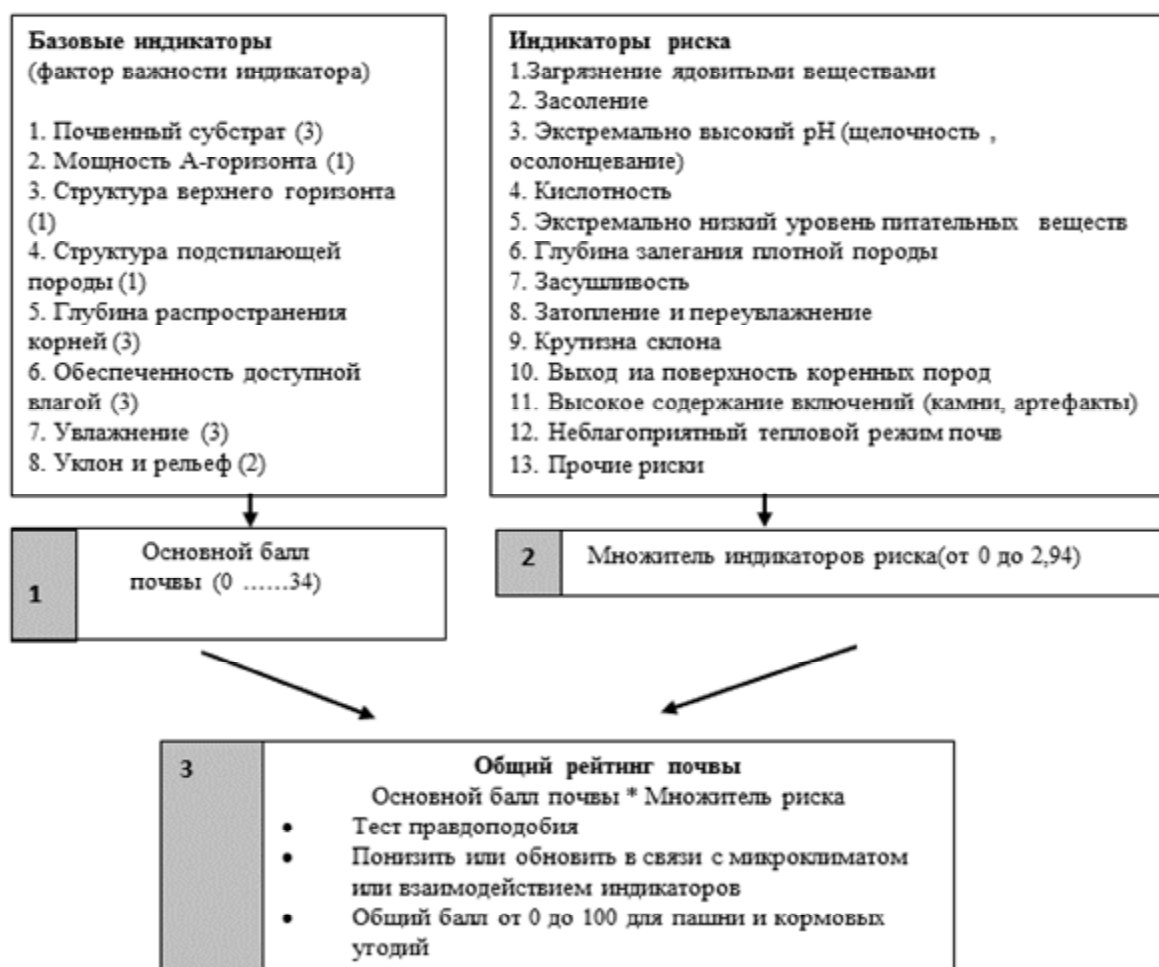 Базовые индикаторы
(фактор важности индикатора)
1. Почвенный субстрат (3)
2. Мощность А-горизонта (1)
3. Структура верхнего горизонта
(1)
4. Структура подстилающей
породы (1)
5. Глубина распространения
корней (3)
6. Обеспеченность доступной
влагой (3)
7. Увлажнение (3)
8. Уклон и рельеф (2)
Индикаторы риска
1.Загрязнение ядовитыми веществами
2. Засоление
3. Экстремально высокий pH (щелочность ,
осолонцевание)
4. Кислотность
5. Экстремально низкий уровень питательных веществ
6. Глубина залегания плотной породы
7. Засушливость
8. Затопление и переувлажнение
9. Крутизна склона
10. Выход иа поверхность коренных пород
11. Высокое содержание включений (камни, артефакты)
12. Неблагоприятный тепловой режим почв
13. Прочие риски
1
Основной балл
почвы (0 ......34)
2
Множитель индикаторов риска(от 0 до 2,94)
3
Общий рейтинг почвы
Основной балл почвы * Множитель риска
• Тест правдоподобия
• Понизить или обновить в связи с микроклиматом
или взаимодействием индикаторов
• Общий балл от 0 до 100 для пашни и кормовых
угодий